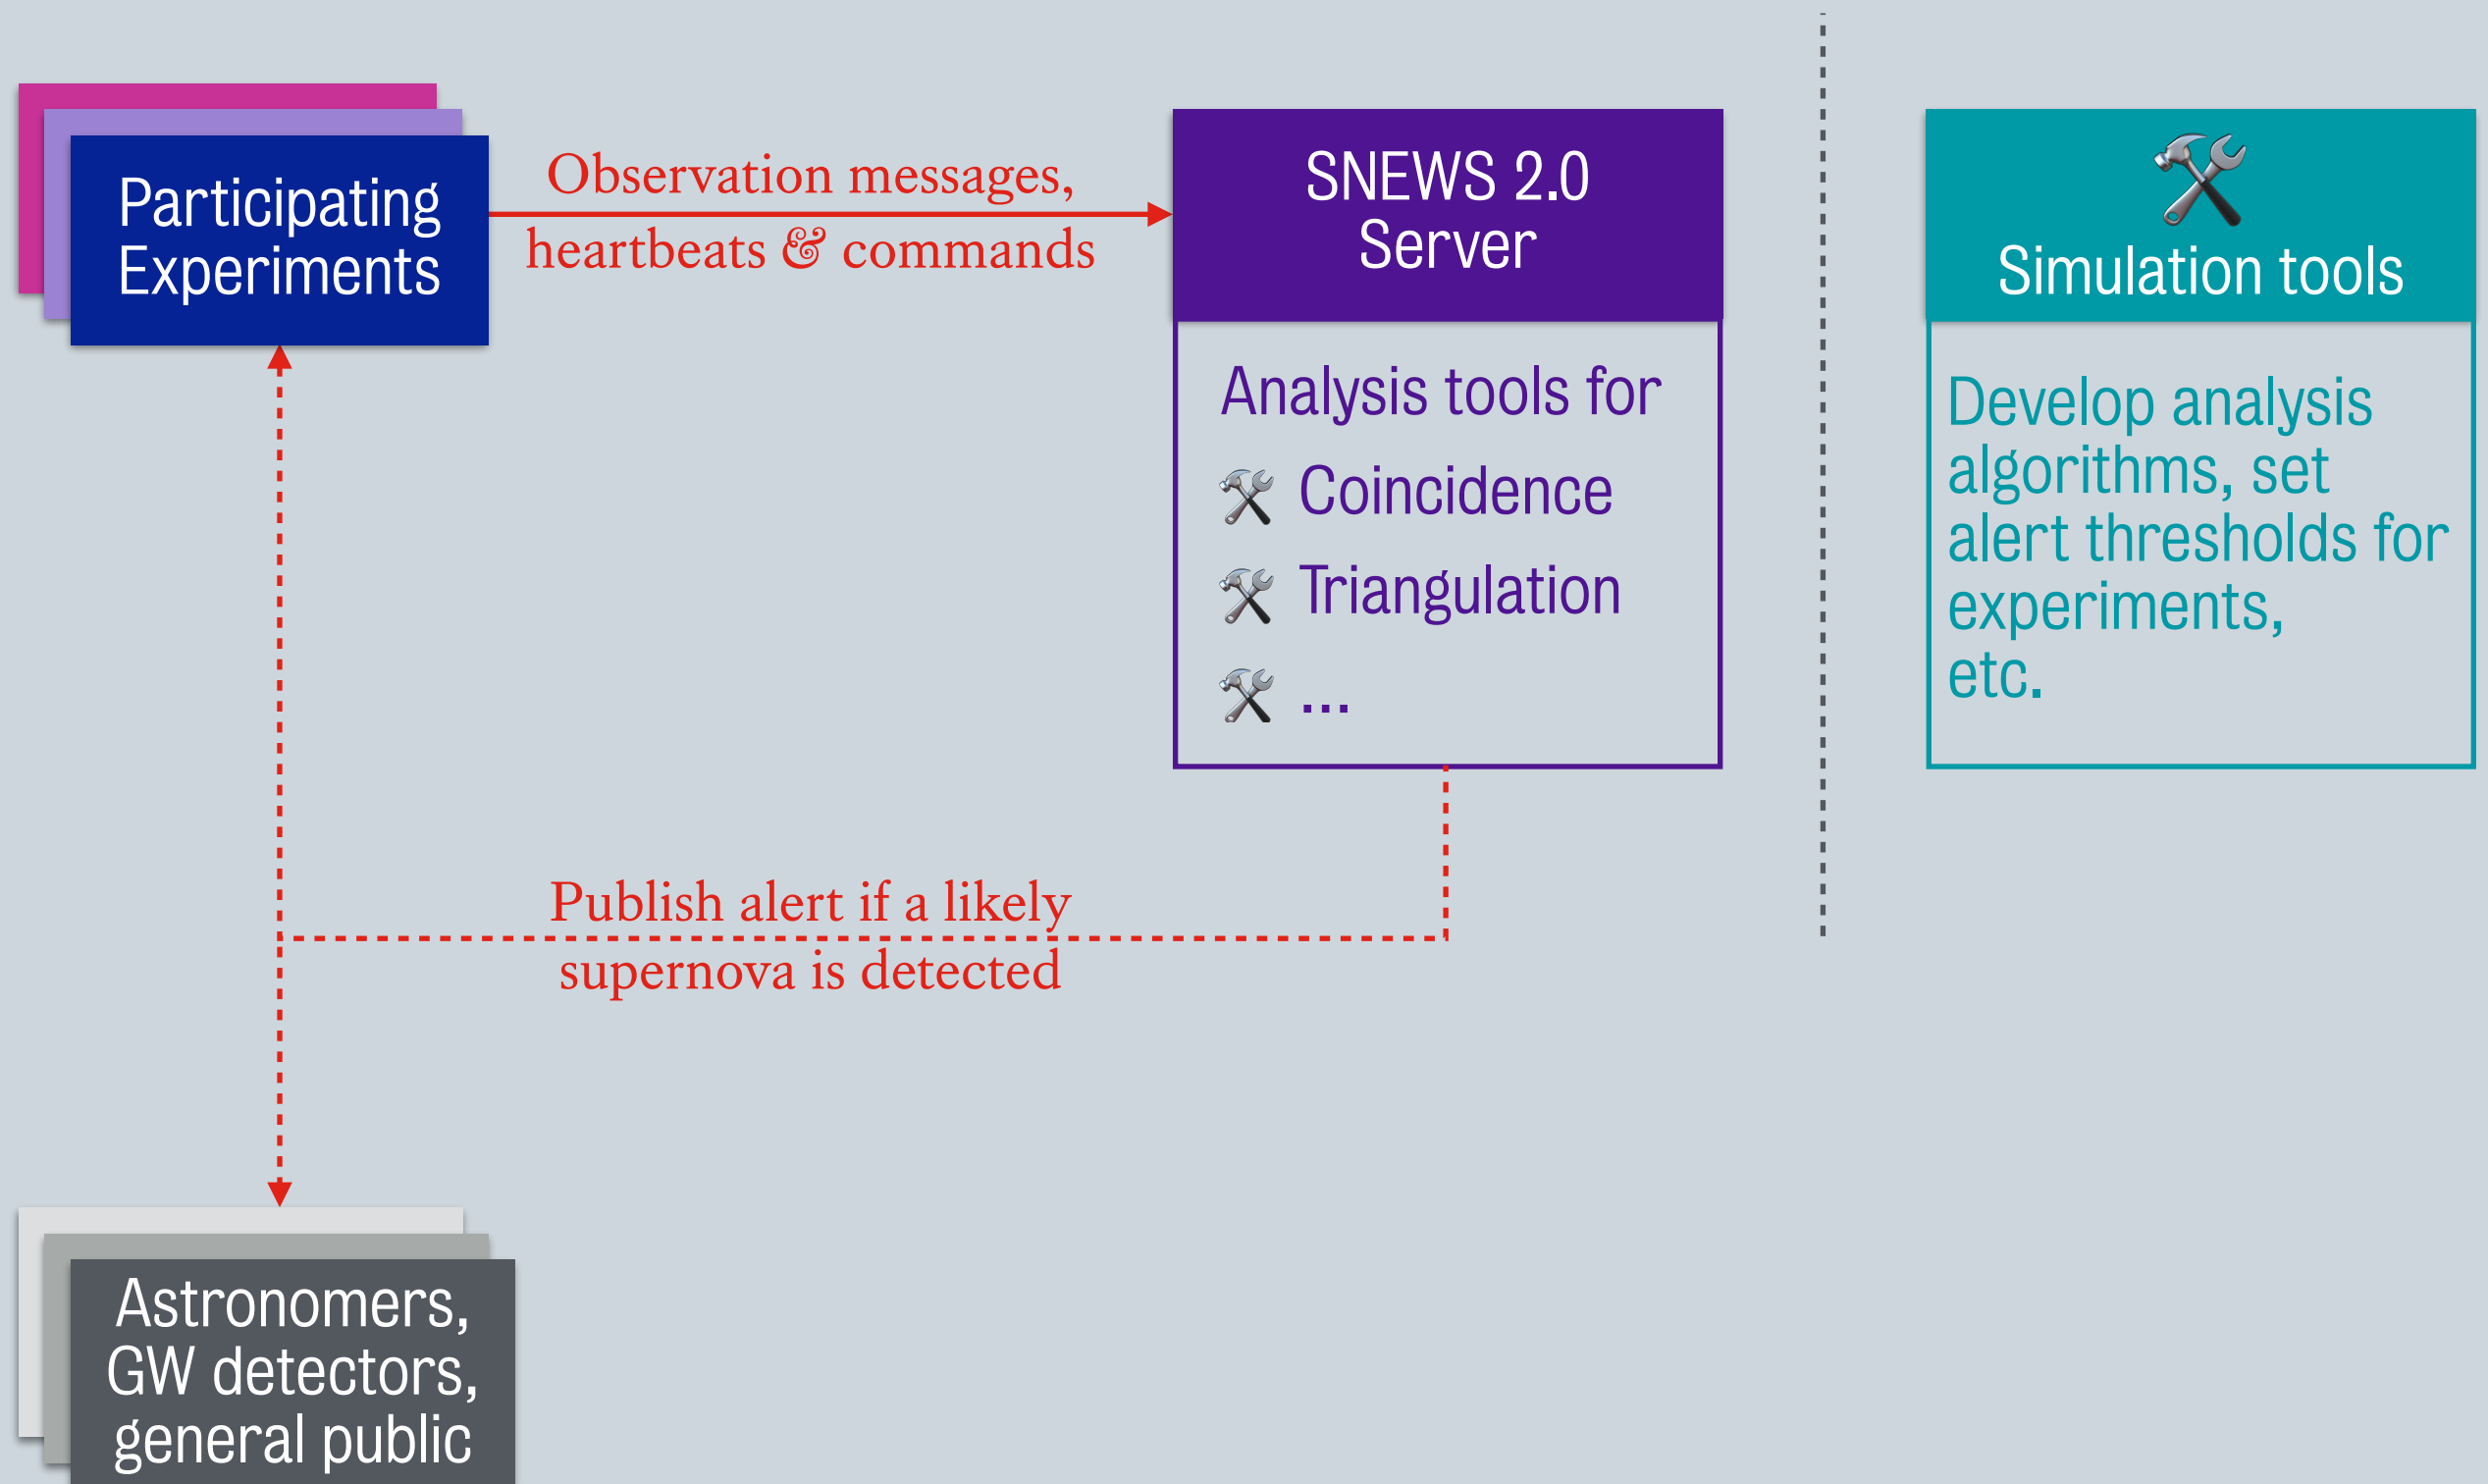 Participating
Experiments
Observation messages,
heartbeats & commands
SNEWS 2.0
Server
Analysis tools for
Coincidence
Triangulation
...
Simulation tools
Develop analysis
algorithms, set
alert thresholds for
experiments,
etc.
Publish alert if a likely
supernova is detected
Astronomers,
GW detectors,
general public